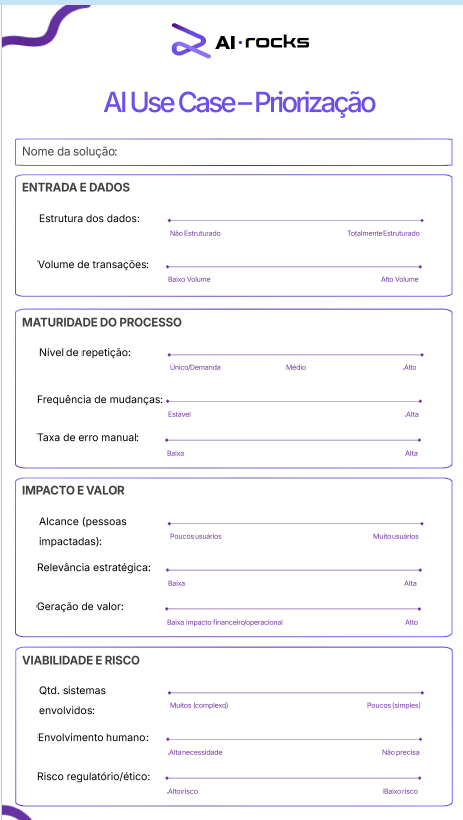 AI·rocks
AI Use Case – Priorização
Nome da solução:
ENTRADA E DADOS
Estrutura dos dados:
Não Estruturado Totalmente Estruturado
Volume de transações:
Baixo Volume Alto Volume
MATURIDADE DO PROCESSO
Nível de repetição:
Único/Demanda Médio Alto
Frequência de mudanças:
Estável Alta
Taxa de erro manual:
Baixa Alta
IMPACTO E VALOR
Alcance (pessoas
impactadas):
Poucos usuários Muito usuários
Relevância estratégica:
Baixa Alta
Geração de valor:
Baixa impacto financeiro/operacional Alto
VIABILIDADE E RISCO
Qtd. sistemas
envolvidos:
Muitos (complexo) Poucos (simples)
Envolvimento humano:
Alta necessidade Não precisa
Risco regulatório/ético:
Alto risco Baixo risco